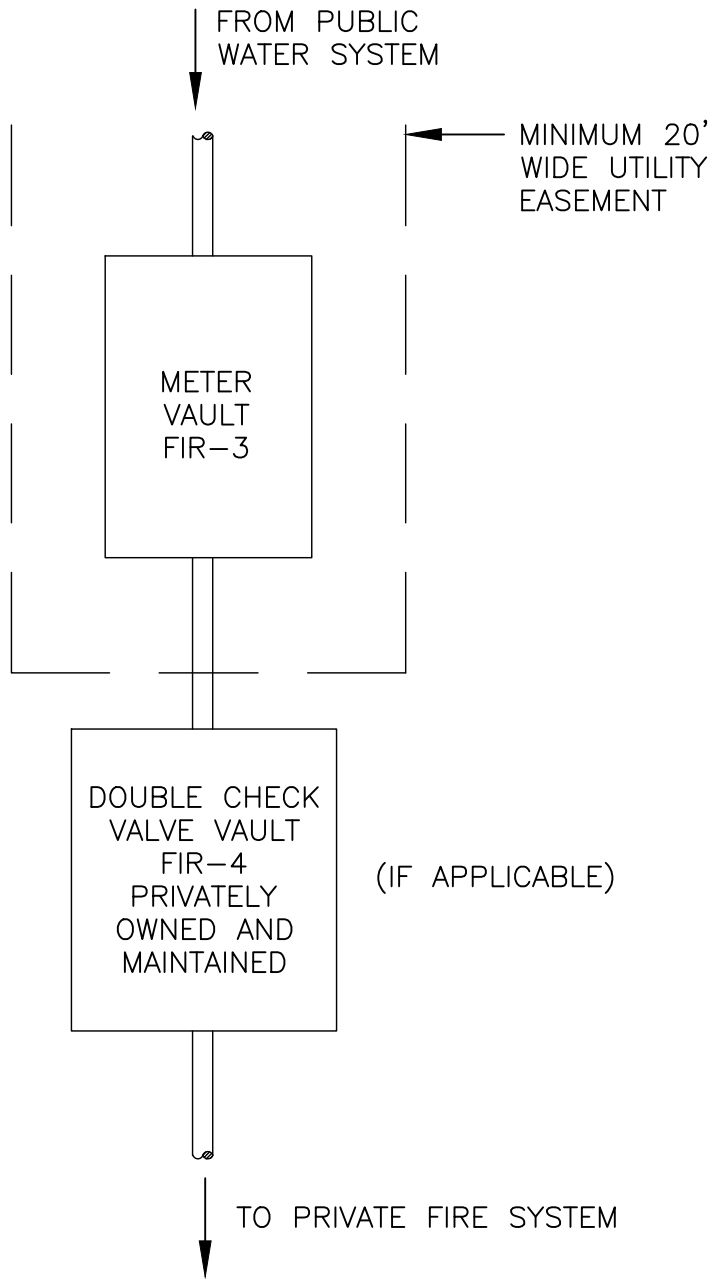 FROM PUBLIC
WATER SYSTEM
MINIMUM 20'
WIDE UTILITY
EASEMENT
METER
VAULT
FIR-3
DOUBLE CHECK
VALVE VAULT
FIR-4
PRIVATELY
OWNED AND
MAINTAINED
(IF APPLICABLE)
TO PRIVATE FIRE SYSTEM